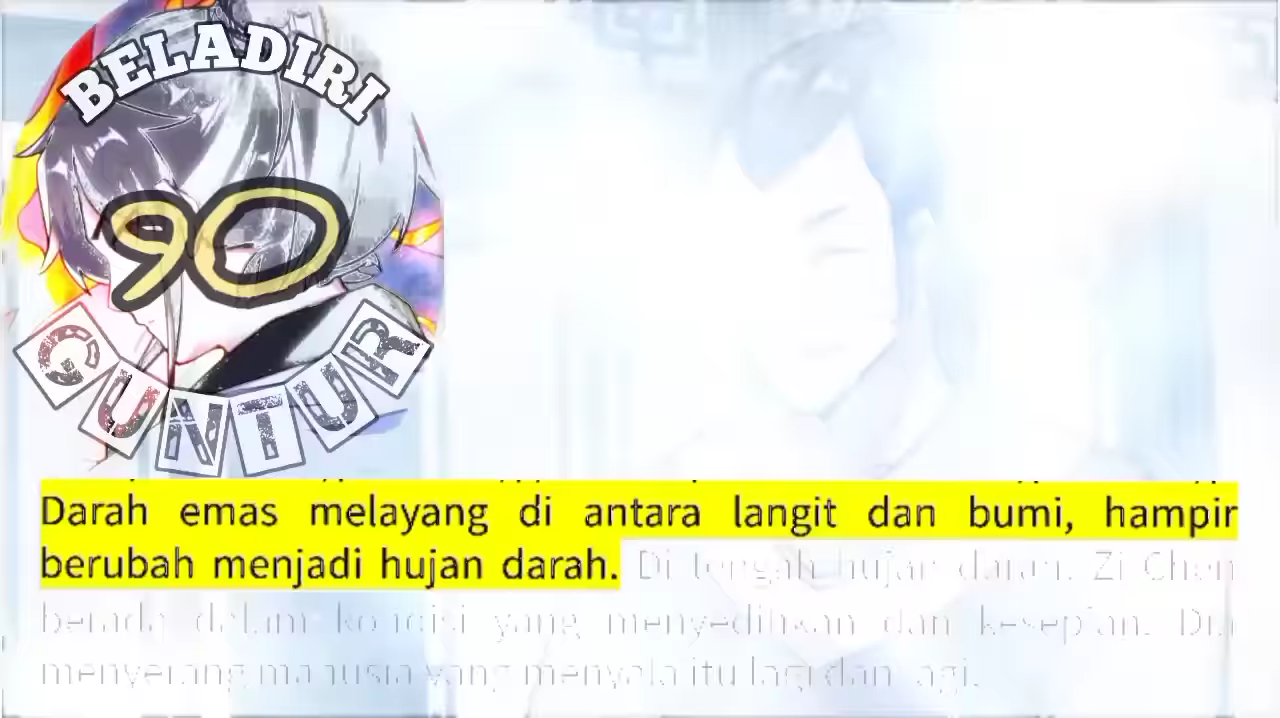 BELADIRI
90
GUNTUR
Darah emas melayang di antara langit dan bumi, hampir
berubah menjadi hujan darah. Di tengah hujan darah. Zi Chen
berada dalam kondisi yang menyedihkan dan kesepian. Dia
menyerang manusia yang menyala itu lagi dan lagi.